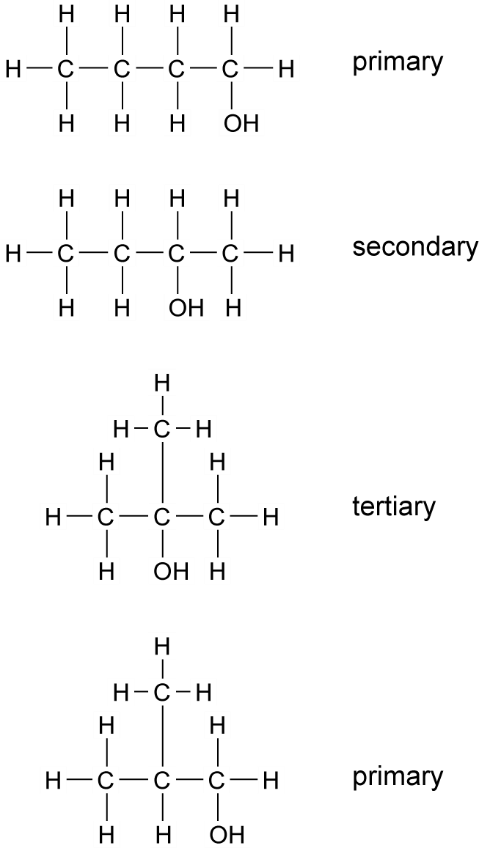 H H H H
H C C C C H primary
H H H OH
H H H H
H C C C C H secondary
H H OH H
H
H C H
H H
H C C C H tertiary
H OH H
H
H C H
H H
H C C C H primary
H H OH